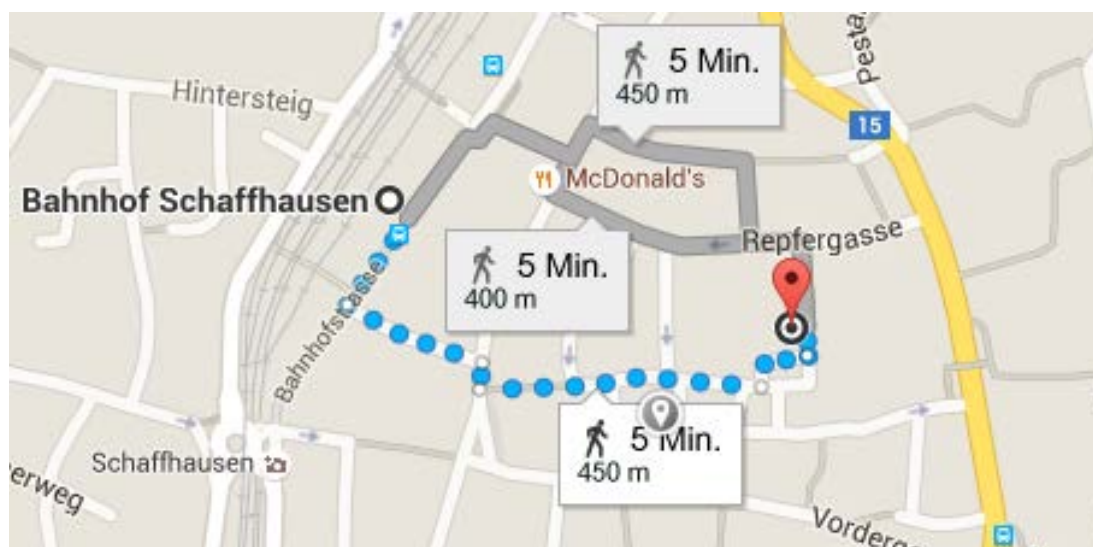 5 Min.
450 m
Pesta
Hintersteig
15
McDonald's
Bahnhof Schaffhausen
Repfergasse
5 Min.
400 m
Bahnhofstrasse
5 Min.
450 m
Schaffhausen
erweg
Vorderg